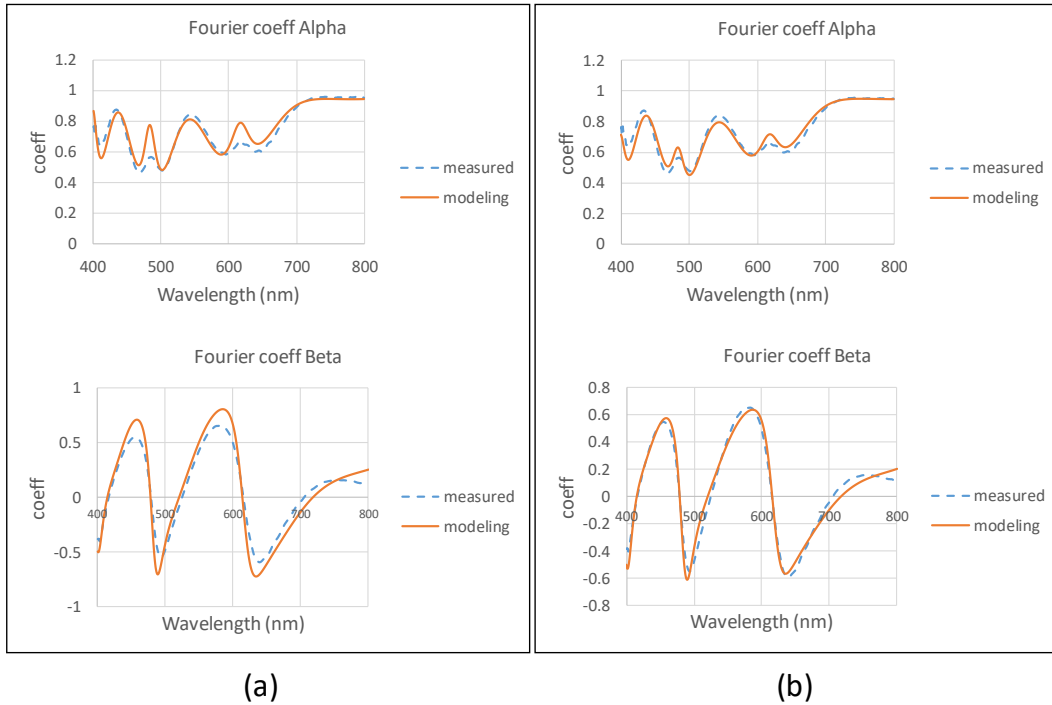 Fourier coeff Alpha
1.2
1
0.8
0.6
0.4
0.2
0
coeff
400 500 600 700 800
Wavelength (nm)
measured
modeling
Fourier coeff Beta
1
0.5
0
-0.5
-1
coeff
400 500 600 700 800
Wavelength (nm)
measured
modeling
(a)
Fourier coeff Alpha
1.2
1
0.8
0.6
0.4
0.2
0
coeff
400 500 600 700 800
Wavelength (nm)
measured
modeling
Fourier coeff Beta
0.8
0.6
0.4
0.2
0
-0.2
-0.4
-0.6
-0.8
coeff
400 500 600 700 800
Wavelength (nm)
measured
modeling
(b)